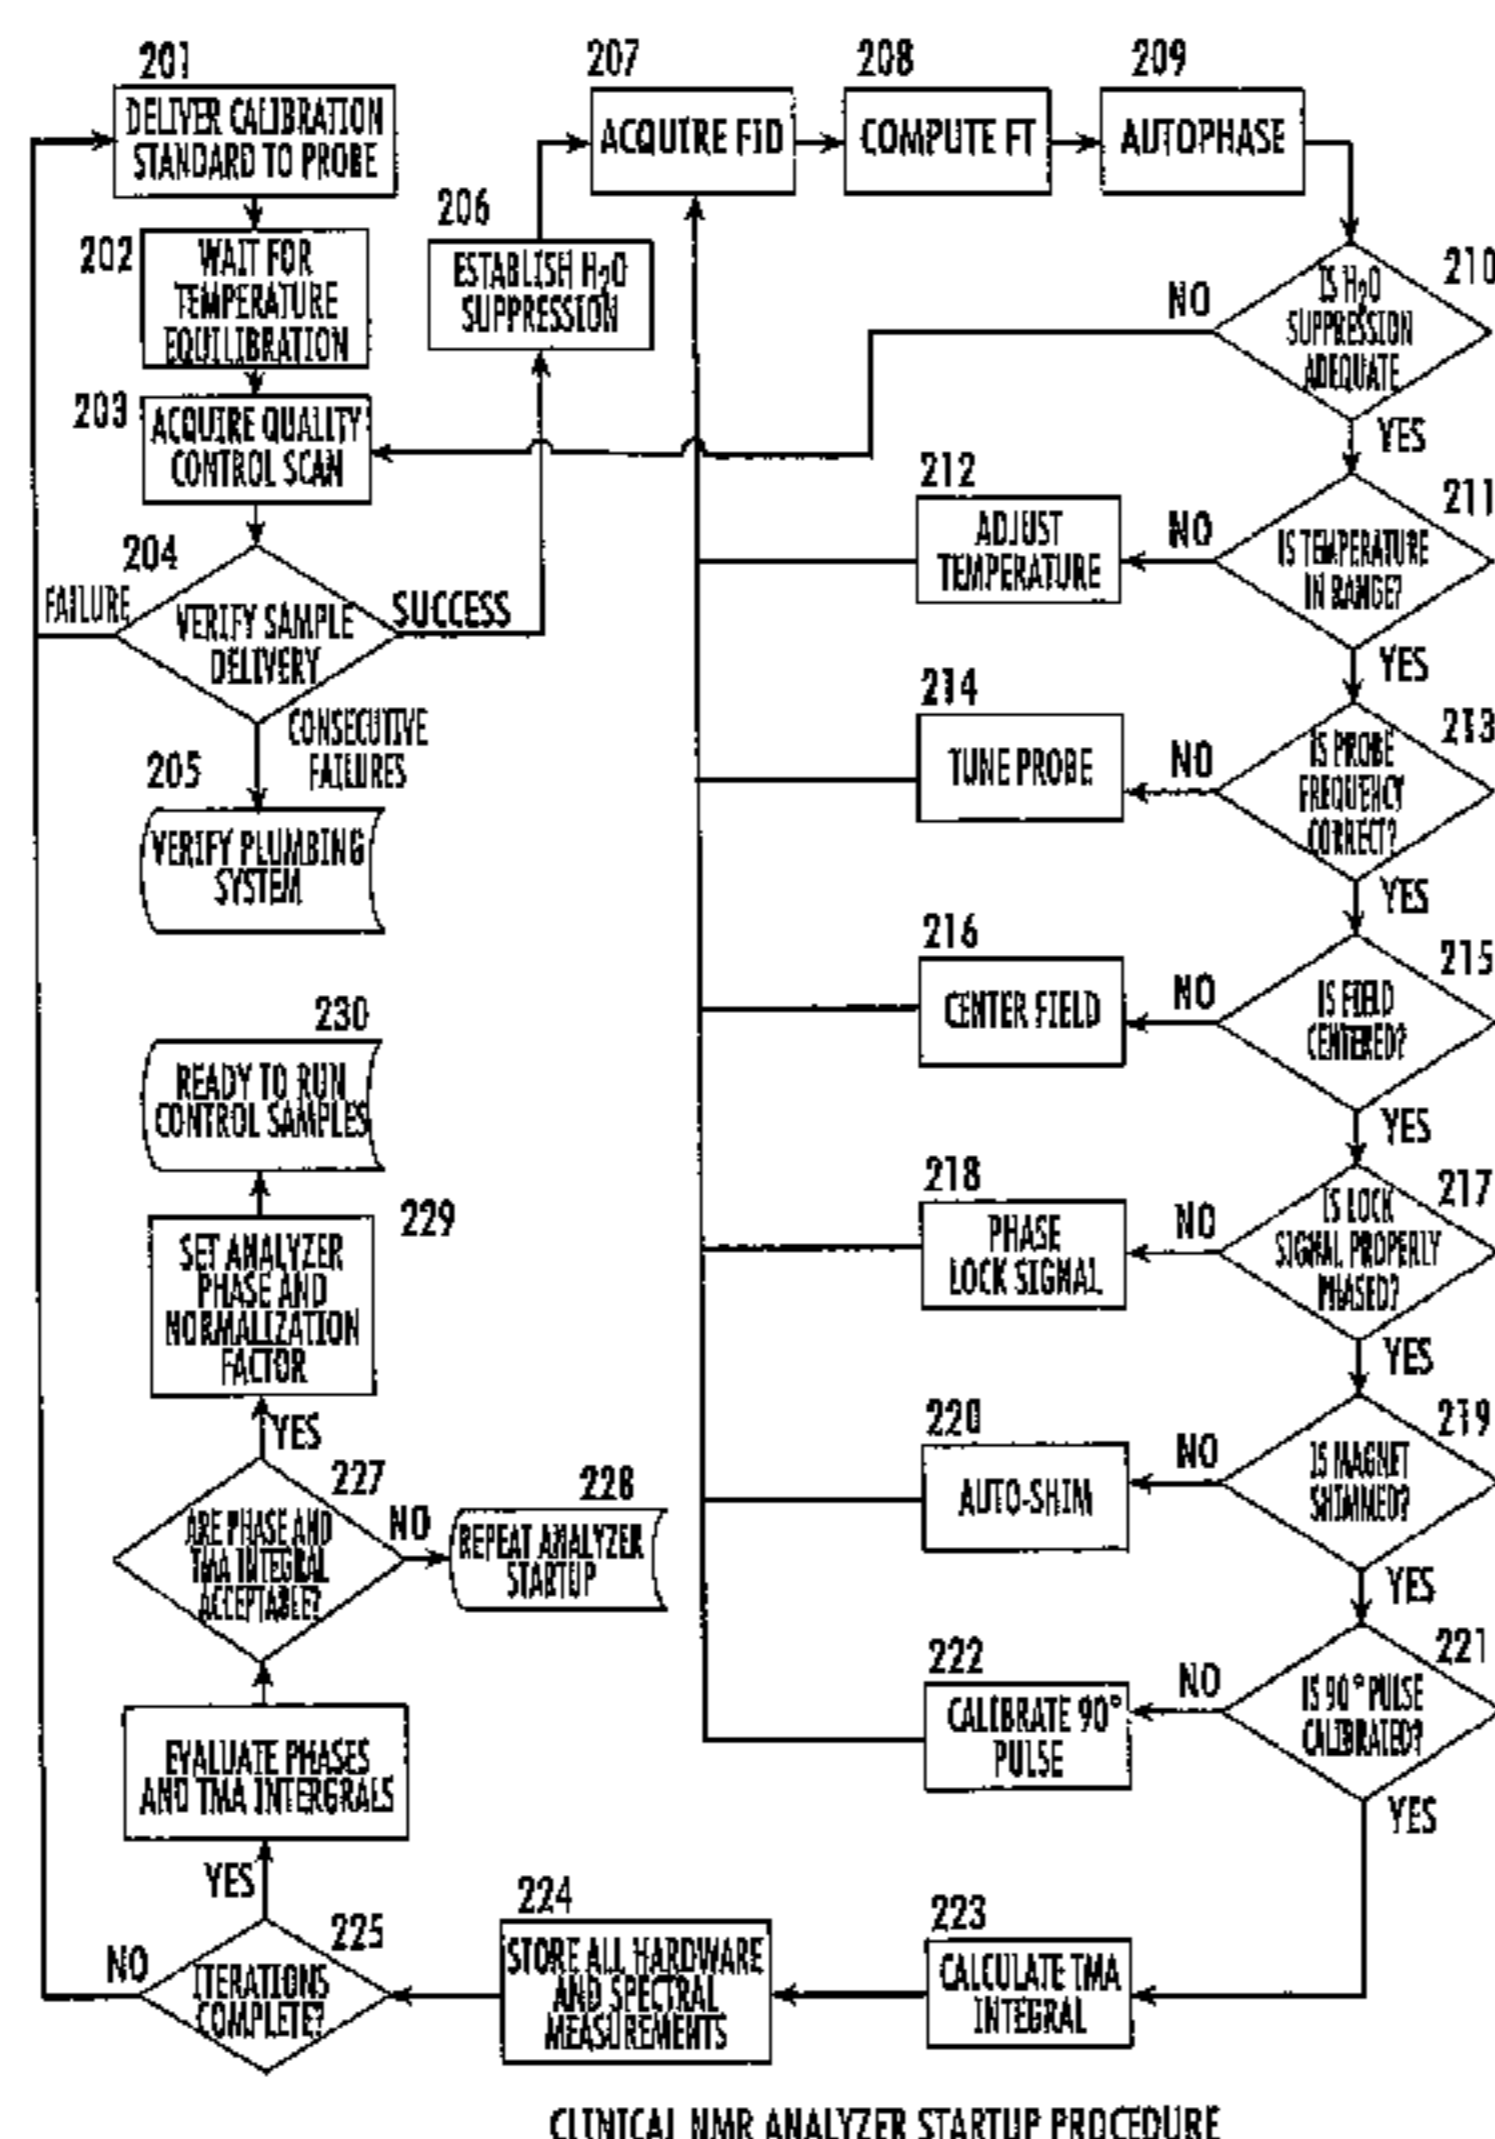 201
DELIVER CALIBRATION
STANDARD TO PROBE
202
WAIT FOR
TEMPERATURE
EQUILIBRATION
203
ACQUIRE QUALITY
CONTROL SCAN
204
FAILURE
VERIFY SAMPLE
DELIVERY
SUCCESS
CONSECUTIVE
FAILURES
205
VERIFY PLUMBING
SYSTEM
206
ESTABLISH H2O
SUPPRESSION
207
ACQUIRE FID
208
COMPUTE FT
209
AUTOPHASE
210
IS H2O
SUPPRESSION
ADEQUATE
NO
YES
211
IS TEMPERATURE
IN RANGE?
NO
YES
212
ADJUST
TEMPERATURE
213
IS PROBE
FREQUENCY
CORRECT?
NO
YES
214
TUNE PROBE
215
IS FIELD
CENTERED?
NO
YES
216
CENTER FIELD
217
IS LOCK
SIGNAL PROPERLY
PHASED?
NO
YES
218
PHASE
LOCK SIGNAL
219
IS MAGNET
SHIMMED?
NO
YES
220
AUTO-SHIM
221
IS 90° PULSE
CALIBRATED?
NO
YES
222
CALIBRATE 90°
PULSE
223
CALCULATE TMA
INTEGRAL
224
STORE ALL HARDWARE
AND SPECTRAL
MEASUREMENTS
225
ITERATIONS
COMPLETE?
NO
YES
EVALUATE PHASES
AND TMA INTERGRALS
227
ARE PHASE AND
TMA INTEGRAL
ACCEPTABLE?
NO
YES
228
REPEAT ANALYZER
STARTUP
229
SET ANALYZER
PHASE AND
NORMALIZATION
FACTOR
230
READY TO RUN
CONTROL SAMPLES
CLINICAL NMR ANALYZER STARTUP PROCEDURE